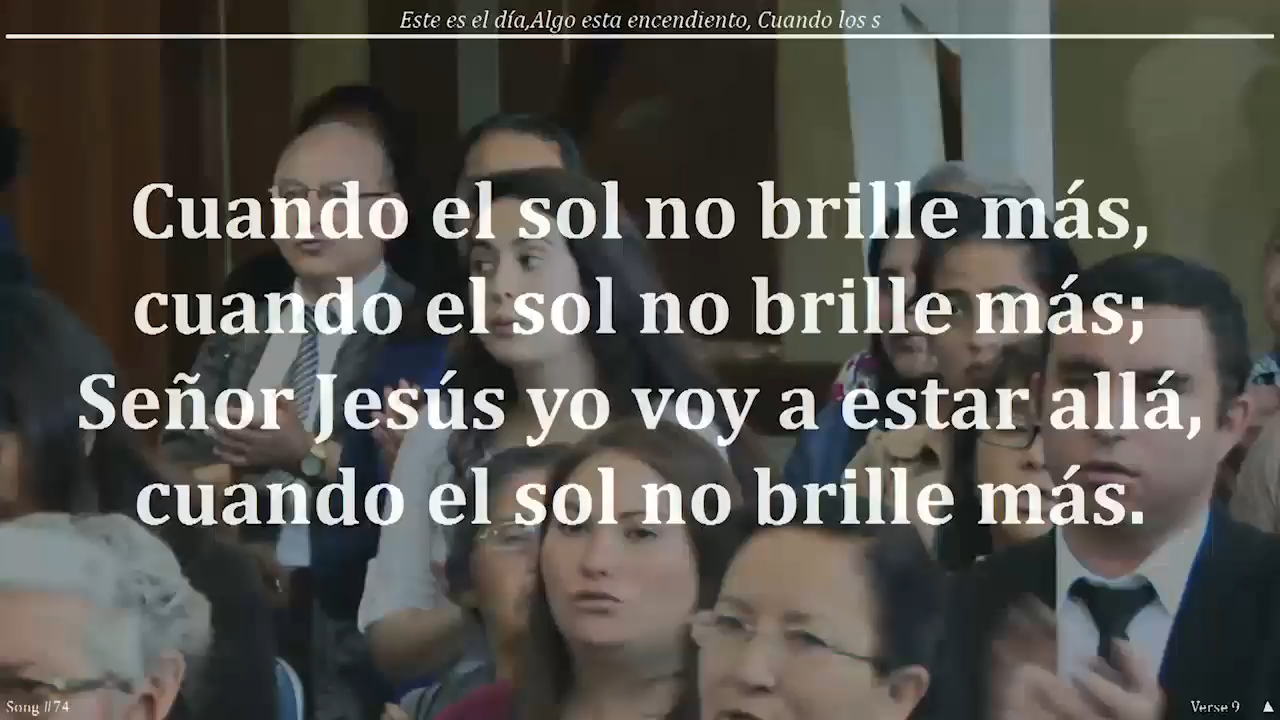 Este es el día,Algo esta encendiento, Cuando los s
Cuando el sol no brille más,
cuando el sol no brille más;
Señor Jesús yo voy a estar allá,
cuando el sol no brille más.
Song #74
Verse 9 ▲